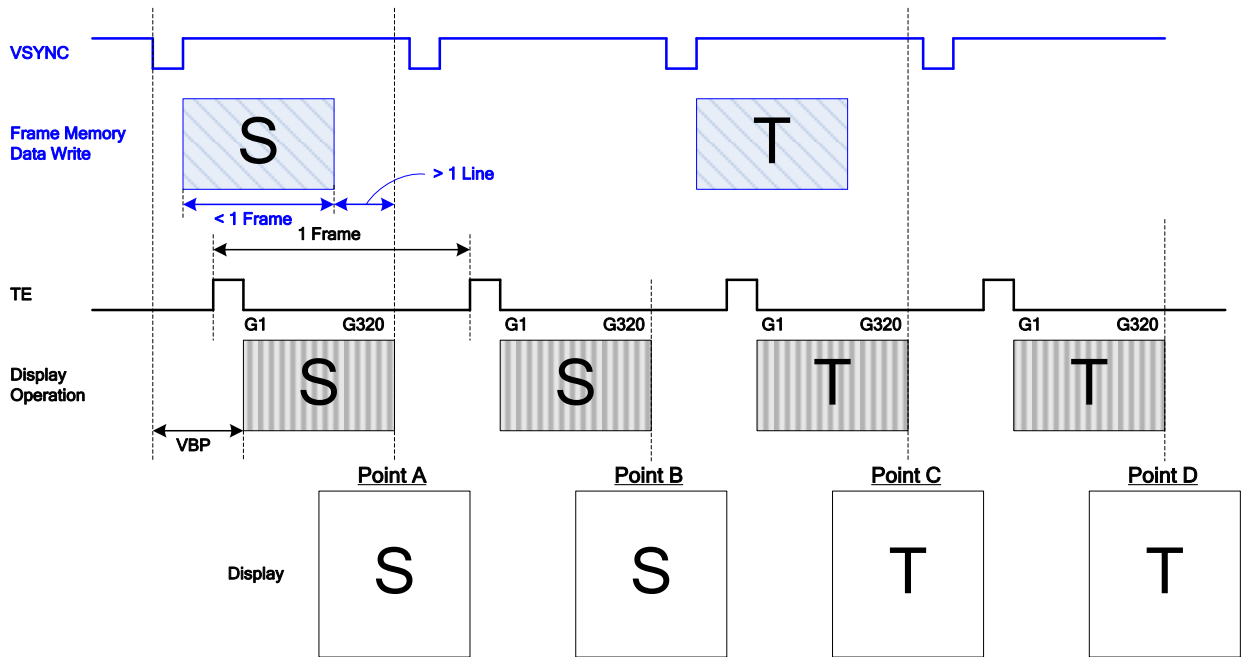 VSYNC
Frame Memory
Data Write
S
T
> 1 Line
< 1 Frame
1 Frame
TE
G1
G320
G1
G320
G1
G320
G1
G320
Display
Operation
S
S
T
T
VBP
Point A
Point B
Point C
Point D
Display
S
S
T
T